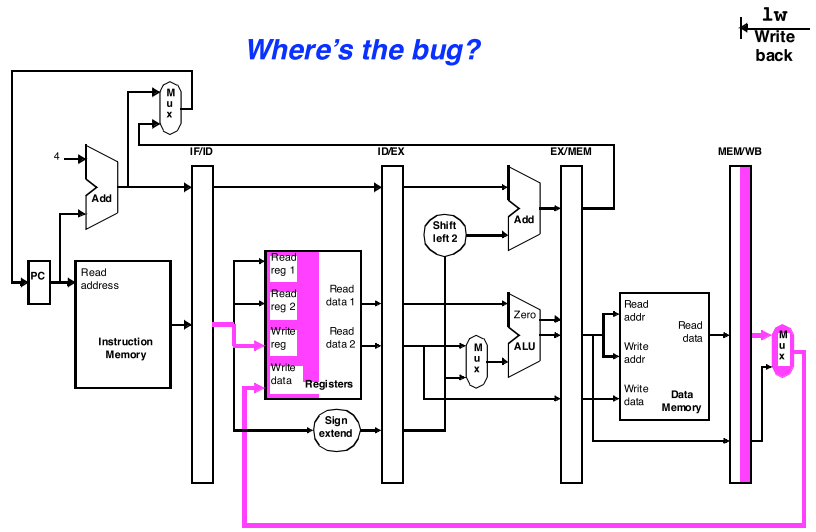 lw
Write
back
Where's the bug?
M
u
x
IF/ID
ID/EX
EX/MEM
MEM/WB
4
Add
Add
Shift
left 2
PC
Read
address
Instruction
Memory
Read
reg 1
Read
reg 2
Write
reg
Write
data
Read
data 1
Read
data 2
Registers
Sign
extend
M
u
x
Zero
ALU
Read
addr
Write
addr
Write
data
Read
data
Data
Memory
M
u
x